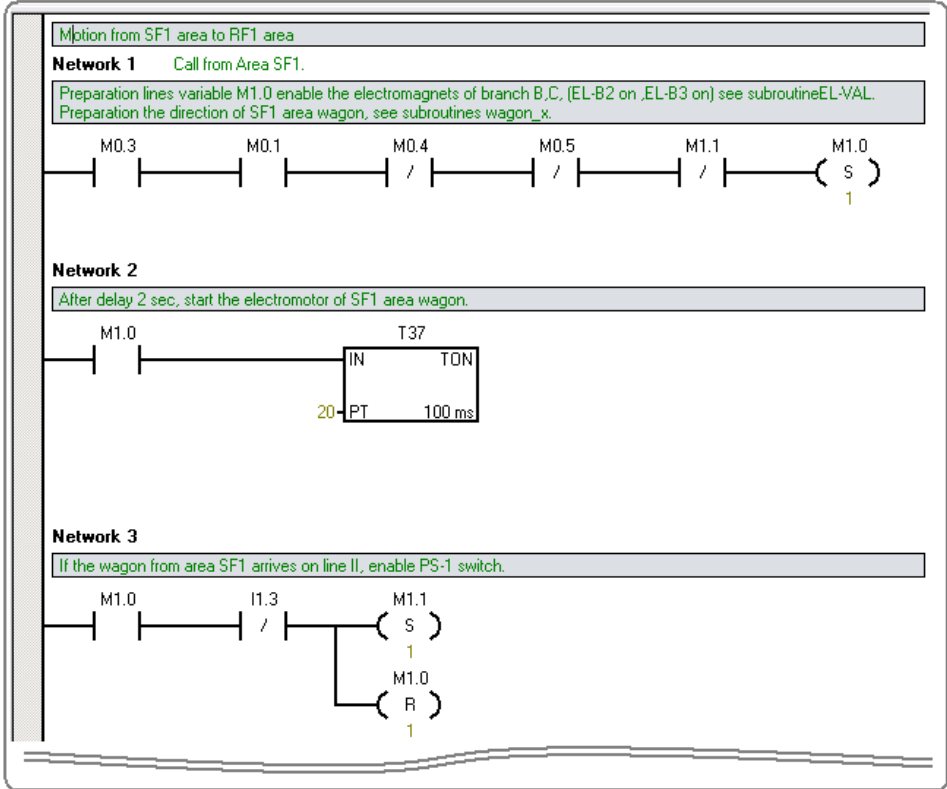 Motion from SF1 area to RF1 area
Network 1 Call from Area SF1.
Preparation lines variable M1.0 enable the electromagnets of branch B,C, (EL-B2 on ,EL-B3 on) see subroutineEL-VAL.
Preparation the direction of SF1 area wagon, see subroutines wagon_x.
M0.3 M0.1 M0.4 M0.5 M1.1 M1.0
/ / / S
1
Network 2
After delay 2 sec, start the electromotor of SF1 area wagon.
M1.0 T37
IN TON
20 PT 100 ms
Network 3
If the wagon from area SF1 arrives on line II, enable PS-1 switch.
M1.0 I1.3 M1.1
/ S
1
M1.0
R
1